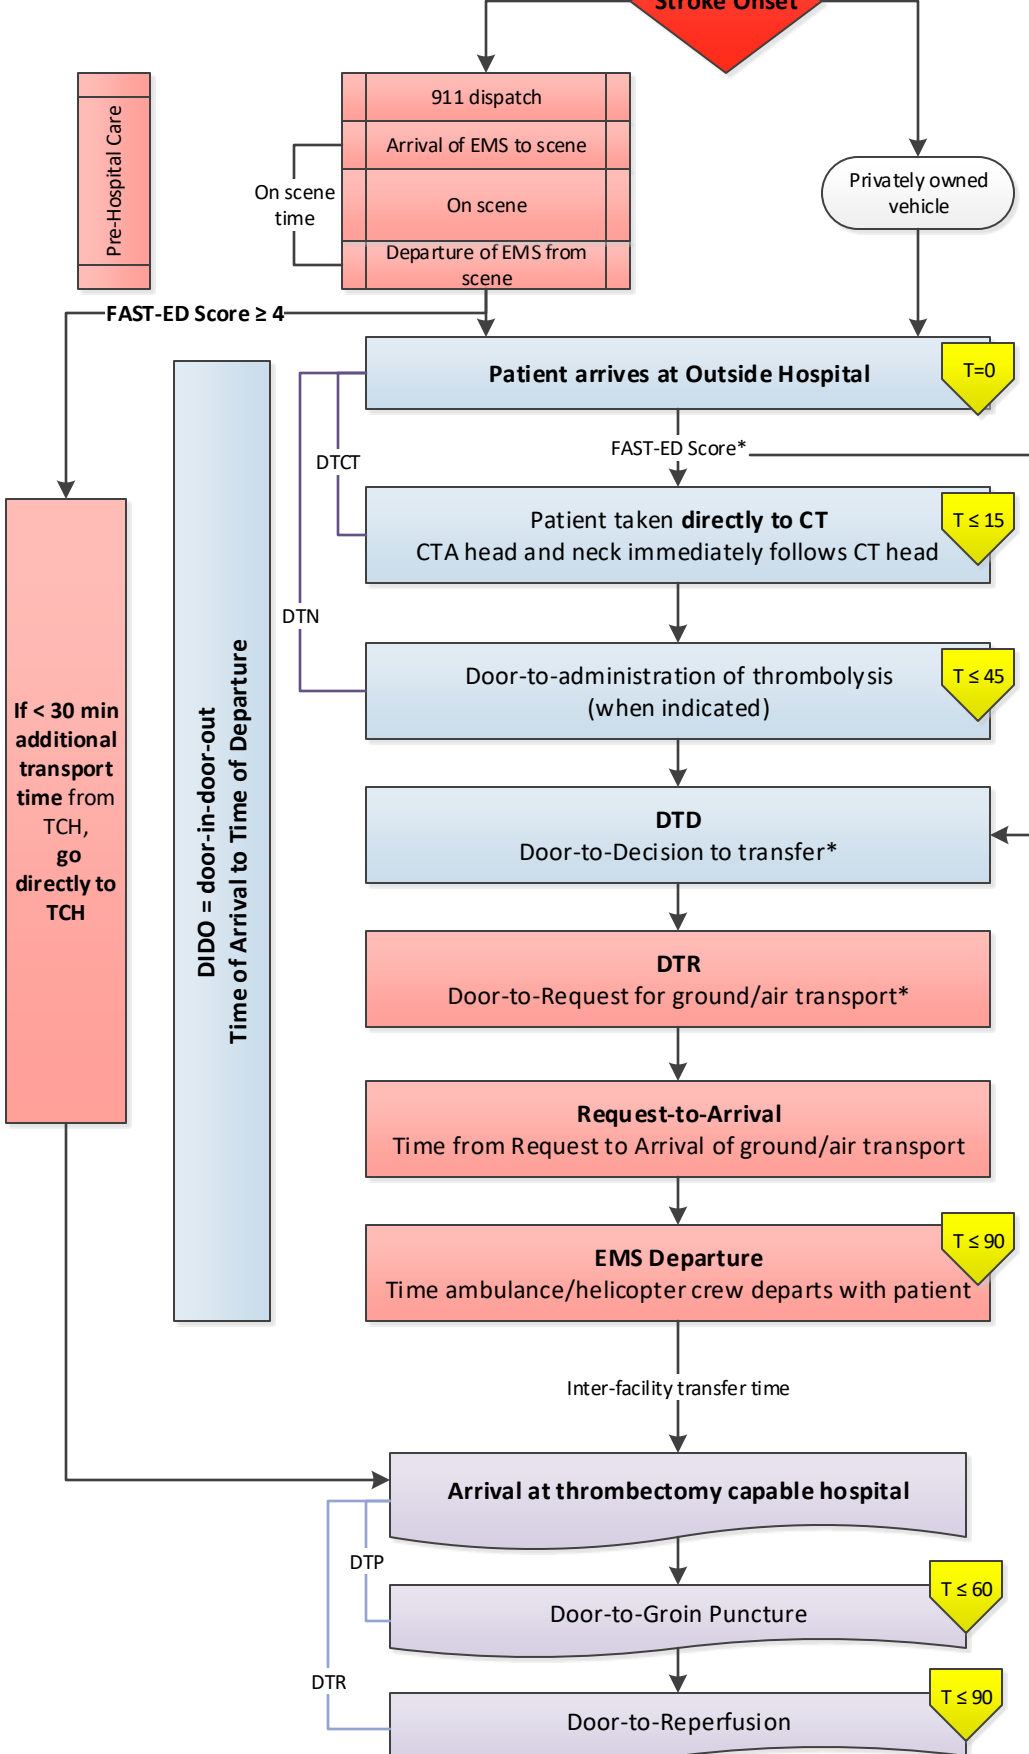 Stroke Onset
911 dispatch
Arrival of EMS to scene
On scene
Departure of EMS from
scene
On scene
time
Pre-Hospital Care
Privately owned
vehicle
FAST-ED Score ≥ 4
Patient arrives at Outside Hospital
T=0
FAST-ED Score*
DTCT
Patient taken directly to CT
CTA head and neck immediately follows CT head
T ≤ 15
DTN
Door-to-administration of thrombolysis
(when indicated)
T ≤ 45
If < 30 min
additional
transport
time from
TCH,
go
directly to
TCH
DIDO = door-in-door-out
Time of Arrival to Time of Departure
DTD
Door-to-Decision to transfer*
DTR
Door-to-Request for ground/air transport*
Request-to-Arrival
Time from Request to Arrival of ground/air transport
EMS Departure
Time ambulance/helicopter crew departs with patient
T ≤ 90
Inter-facility transfer time
Arrival at thrombectomy capable hospital
DTP
Door-to-Groin Puncture
T ≤ 60
DTR
Door-to-Reperfusion
T ≤ 90